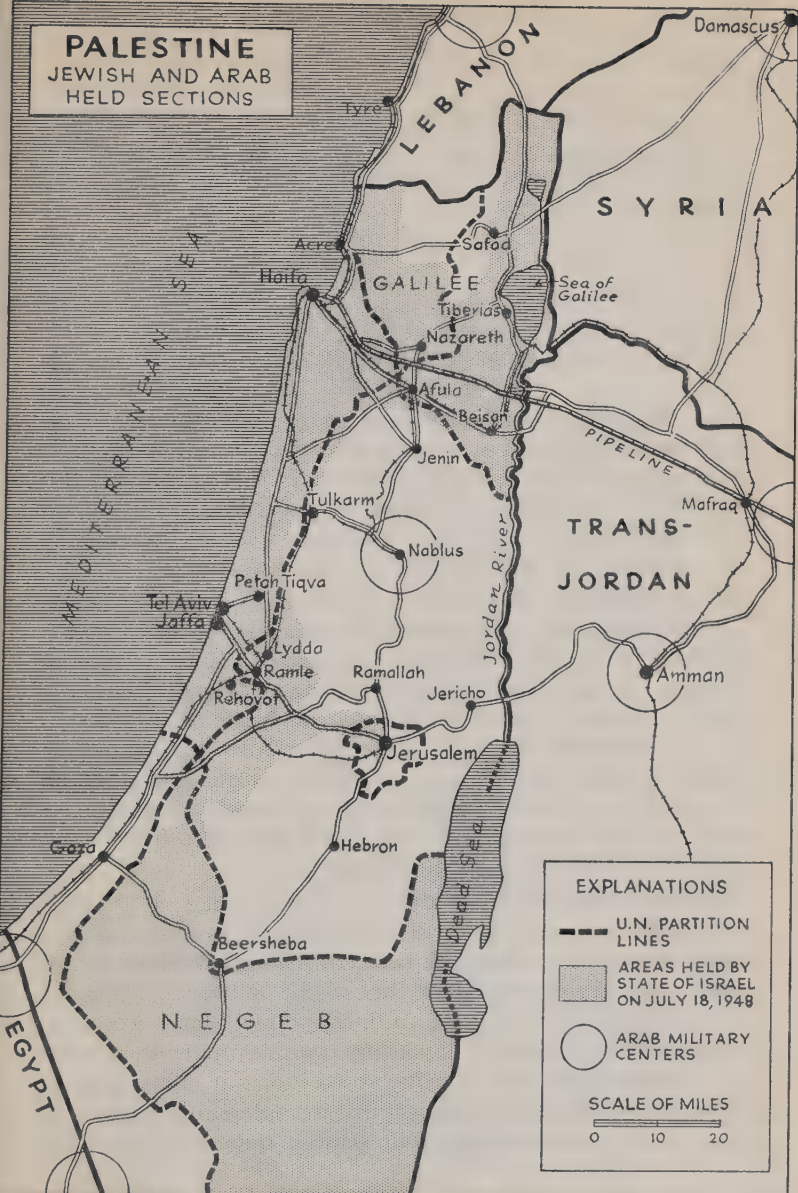 PALESTINE
JEWISH AND ARAB
HELD SECTIONS
Damascus
LEBANON
Tyre
SYRIA
Acre
Safad
Haifa
GALILEE
Sea of
Galilee
Tiberias
Nazareth
MEDITERRANEAN SEA
Afula
Beisan
Jenin
PIPELINE
Tulkarm
Mafraq
TRANS-
JORDAN
Nablus
Jordan River
Petah Tiqva
Tel Aviv
Jaffa
Lydda
Ramle
Ramallah
Amman
Rehovot
Jericho
Jerusalem
Gaza
Hebron
Dead Sea
Beersheba
NEGEB
EGYPT
EXPLANATIONS
U.N. PARTITION
LINES
AREAS HELD BY
STATE OF ISRAEL
ON JULY 18, 1948
ARAB MILITARY
CENTERS
SCALE OF MILES
0 10 20